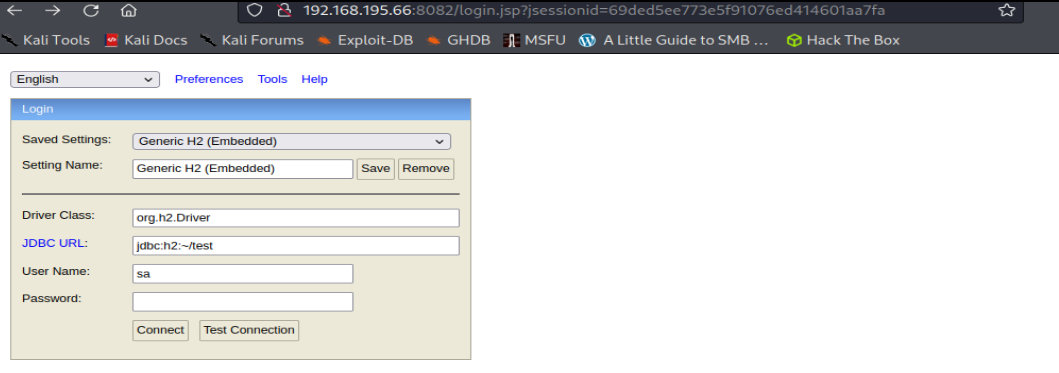 192.168.195.66:8082/login.jsp?jsessionid=69ded5ee773e5f91076ed414601aa7fa
Kali Tools Kali Docs Kali Forums Exploit-DB GHDB MSFU A Little Guide to SMB ... Hack The Box
English Preferences Tools Help
Login
Saved Settings: Generic H2 (Embedded)
Setting Name: Generic H2 (Embedded) Save Remove
Driver Class: org.h2.Driver
JDBC URL: jdbc:h2:~/test
User Name: sa
Password:
Connect Test Connection